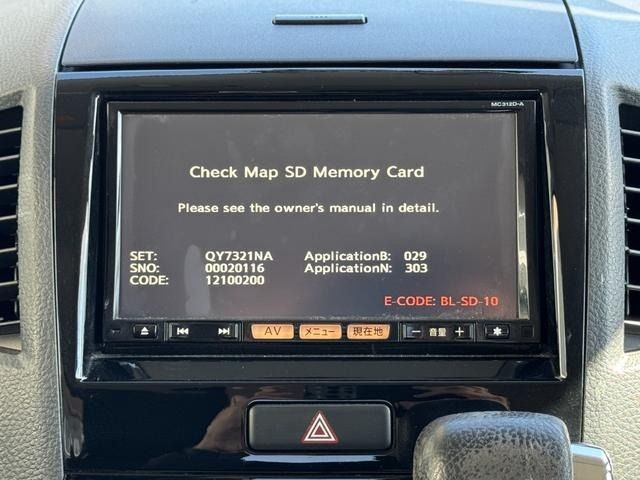 MC312D-A
Check Map SD Memory Card
Please see the owner's manual in detail.
SET: QY7321NA ApplicationB: 029
SNO: 00020116 ApplicationN: 303
CODE: 12100200
E-CODE: BL-SD-10
AV メニュー 現在地 − 音量 + ✱